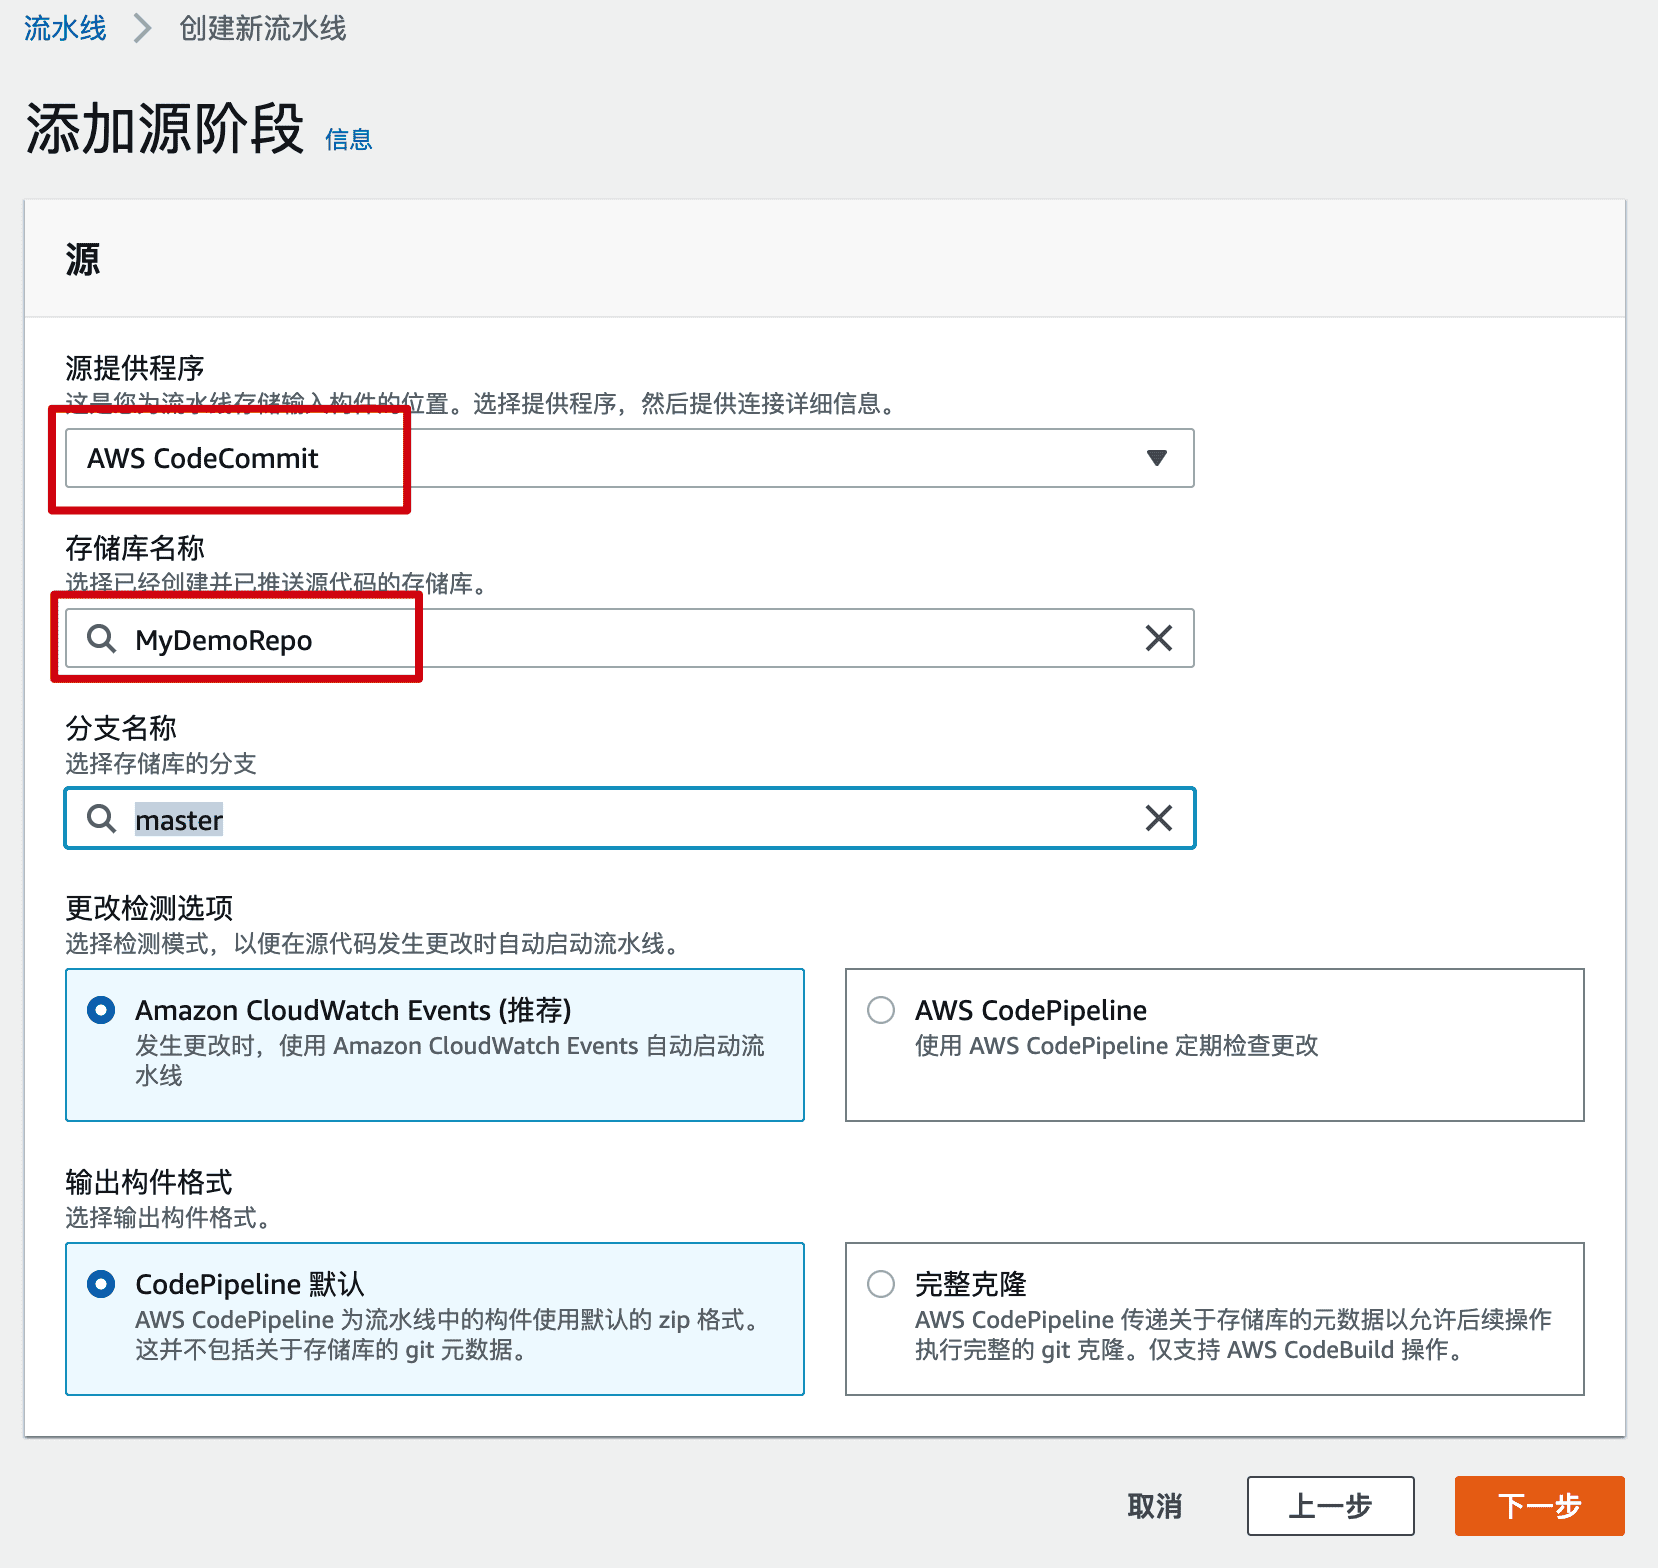 流水线
创建新流水线
添加源阶段 信息
源
源提供程序
这是您为流水线存储输入构件的位置。选择提供程序，然后提供连接详细信息。
AWS CodeCommit
存储库名称
选择已经创建并已推送源代码的存储库。
MyDemoRepo
分支名称
选择存储库的分支
master
更改检测选项
选择检测模式，以便在源代码发生更改时自动启动流水线。
Amazon CloudWatch Events (推荐)
发生更改时，使用 Amazon CloudWatch Events 自动启动流
水线
AWS CodePipeline
使用 AWS CodePipeline 定期检查更改
输出构件格式
选择输出构件格式。
CodePipeline 默认
AWS CodePipeline 为流水线中的构件使用默认的 zip 格式。
这并不包括关于存储库的 git 元数据。
完整克隆
AWS CodePipeline 传递关于存储库的元数据以允许后续操作
执行完整的 git 克隆。仅支持 AWS CodeBuild 操作。
取消
上一步
下一步